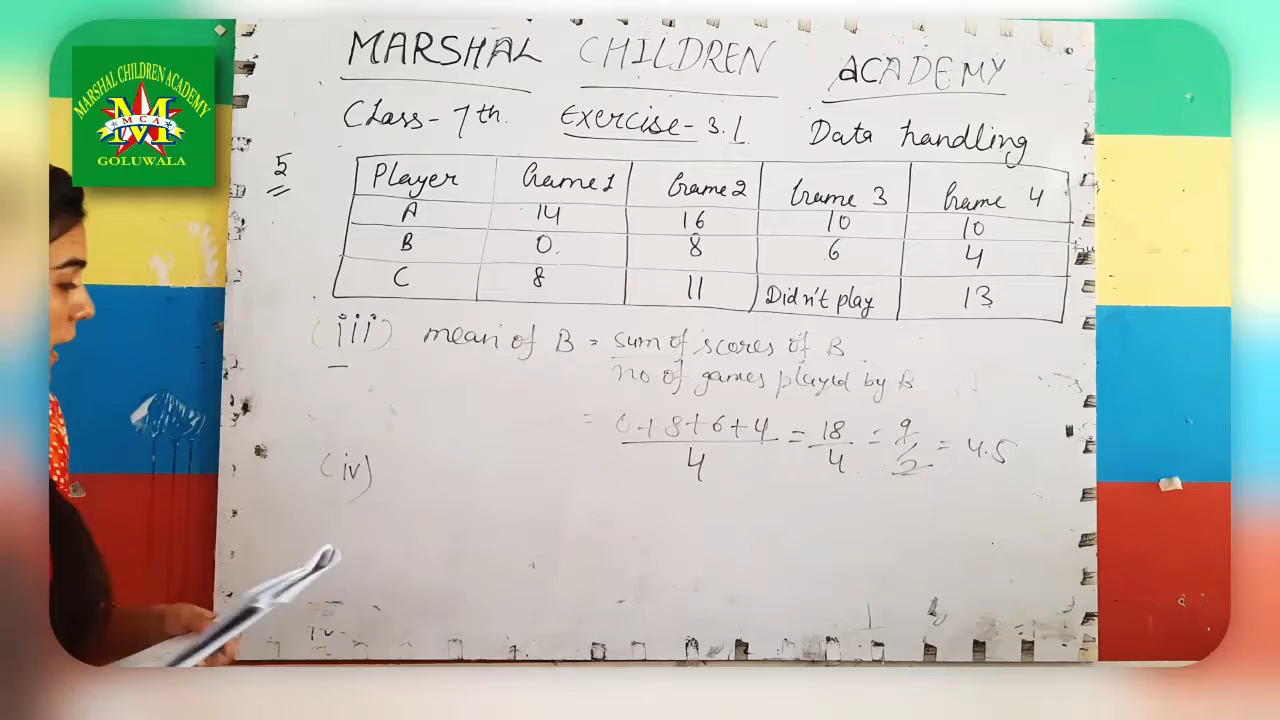 MARSHAL CHILDREN ACADEMY
MARSHAL CHILDREN ACADEMY
M
MCA
GOLUWALA
Class - 7th. Exercise - 3.1 Data handling
5
Player Game 1 Game 2 Game 3 Game 4
A 14 16 10 10
B 0. 8 6 4
C 8 11 Didn't play 13
(iii) mean of B = sum of scores of B
no of games played by B
= 0+8+6+4 = 18 = 9 = 4.5
4 4 2
(iv)